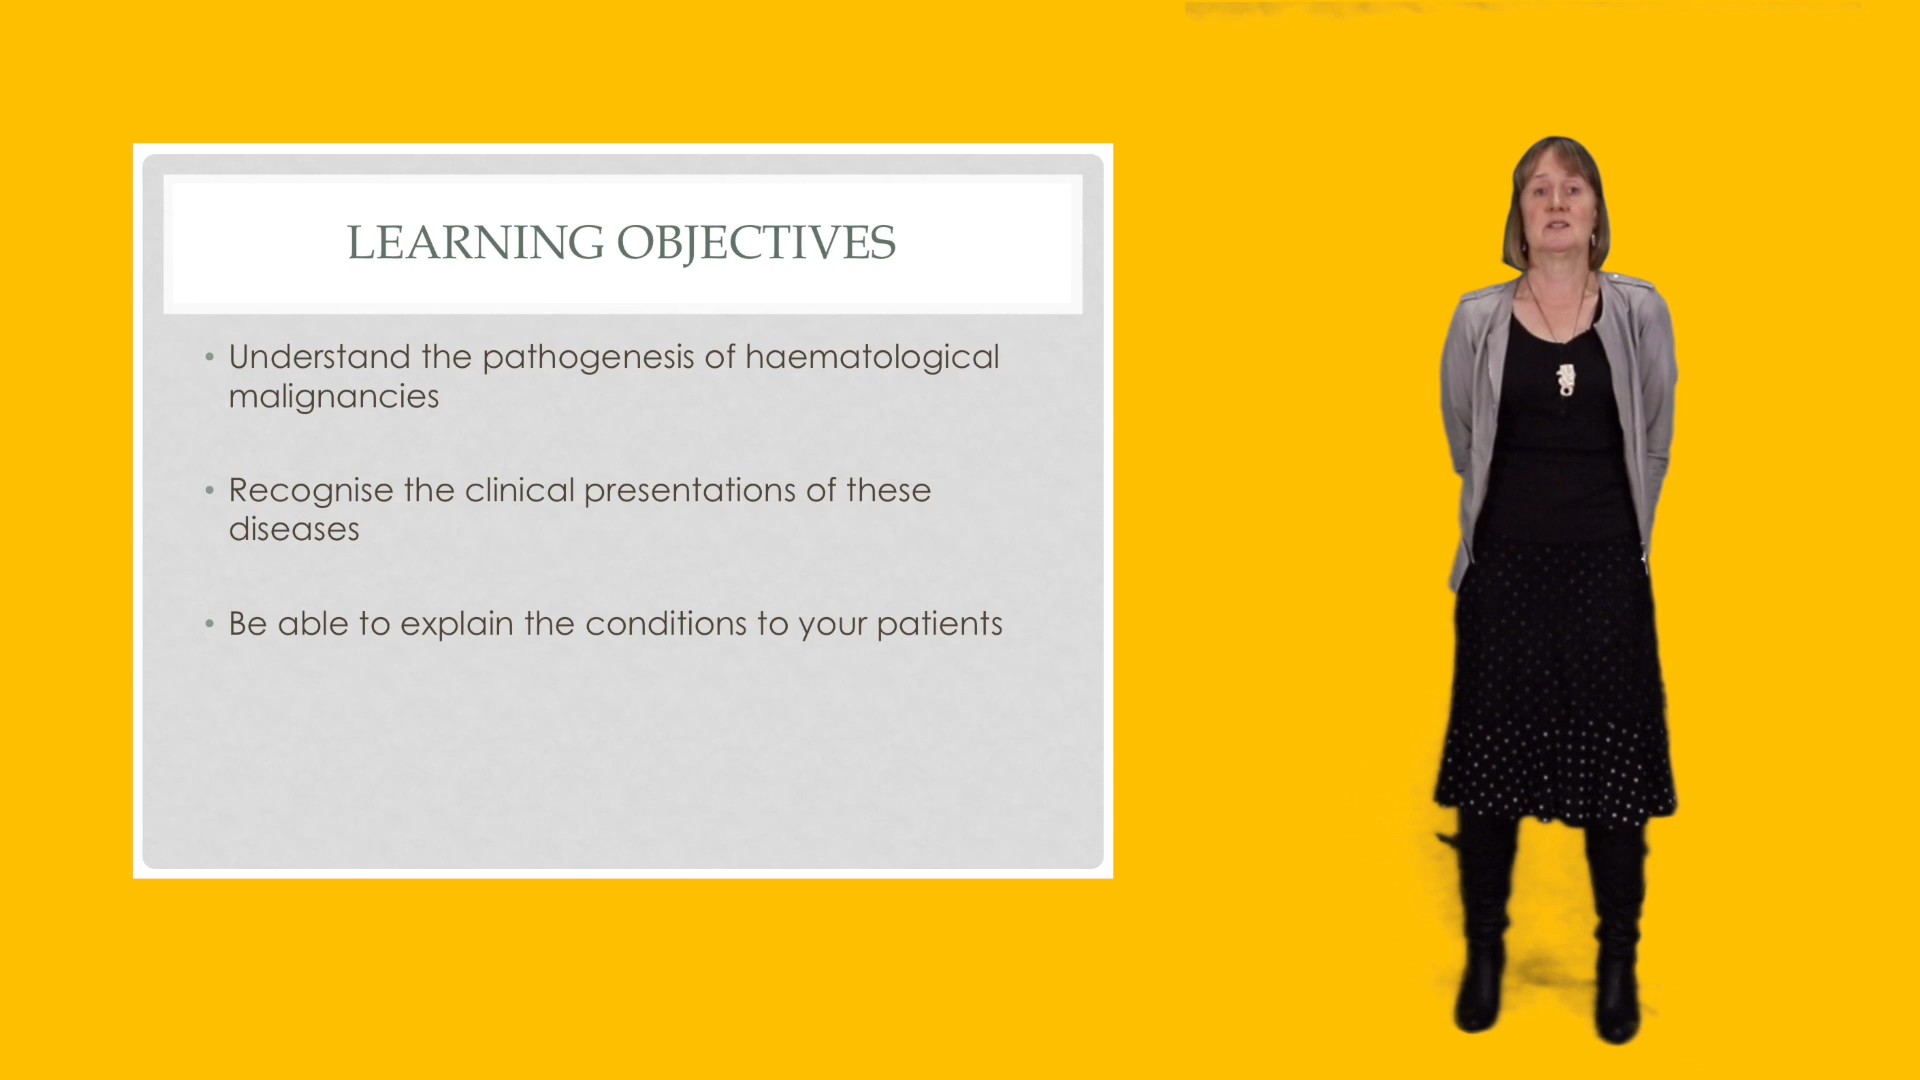 LEARNING OBJECTIVES
• Understand the pathogenesis of haematological
malignancies
• Recognise the clinical presentations of these
diseases
• Be able to explain the conditions to your patients